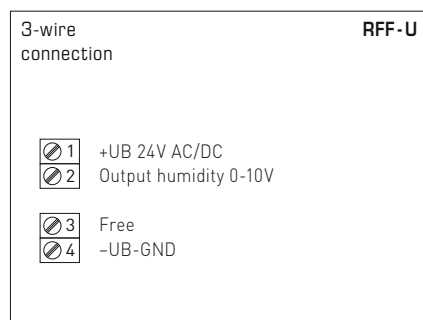 3-wire RFF-U
connection
1 +UB 24V AC/DC
2 Output humidity 0-10V
3 Free
4 –UB-GND